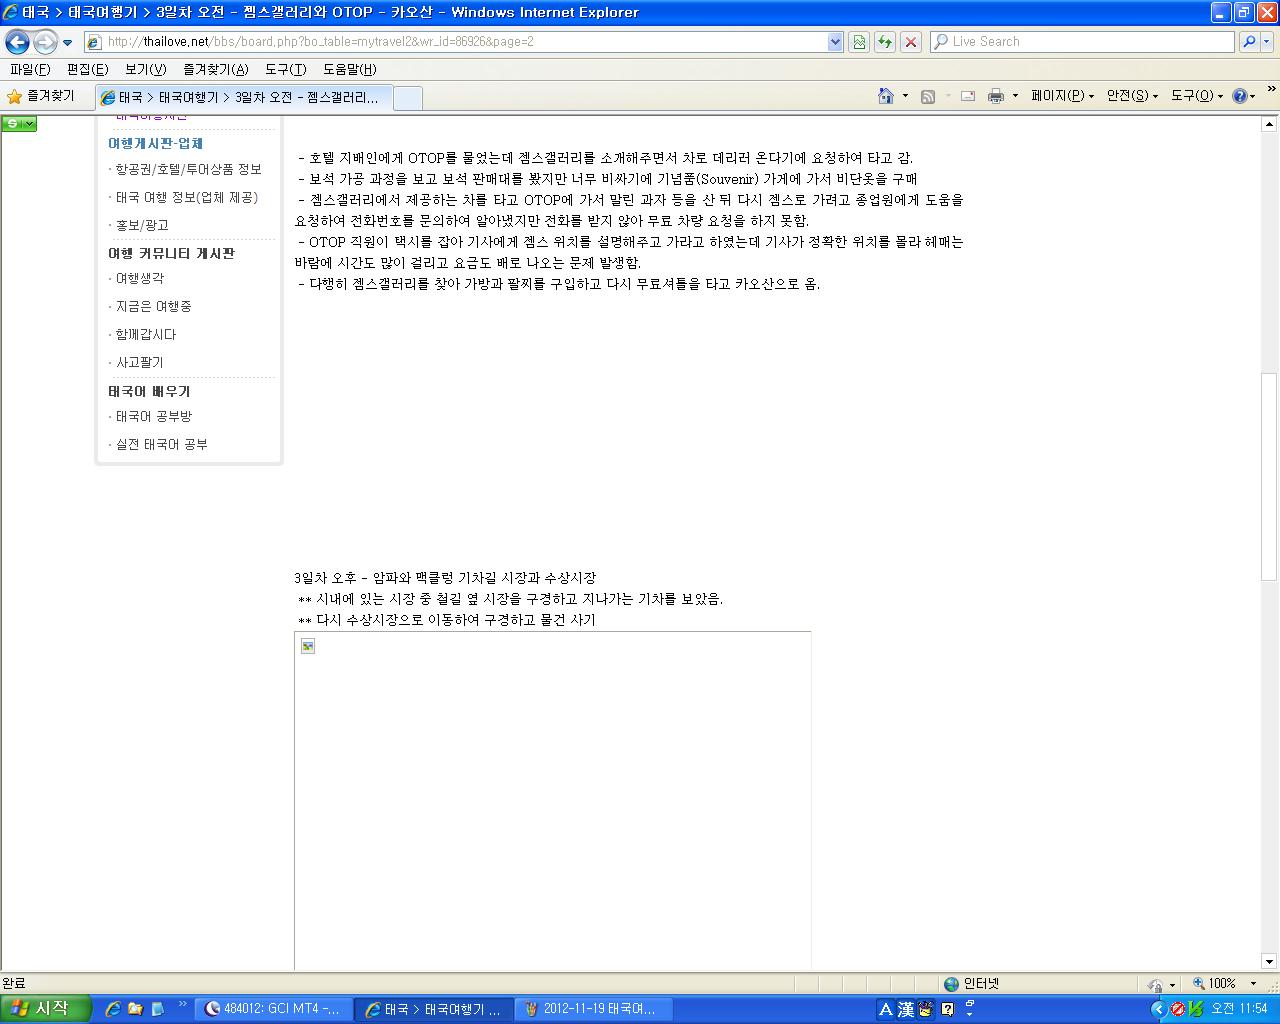 태국 > 태국여행기 > 3일차 오전 - 젬스갤러리와 OTOP - 카오산 - Windows Internet Explorer
http://thailove.net/bbs/board.php?bo_table=mytravel2&wr_id=86926&page=2
Live Search
파일(F) 편집(E) 보기(V) 즐겨찾기(A) 도구(T) 도움말(H)
즐겨찾기
태국 > 태국여행기 > 3일차 오전 - 젬스갤러리...
페이지(P) 안전(S) 도구(O)
여행게시판-업체
· 항공권/호텔/투어상품 정보
· 태국 여행 정보(업체 제공)
· 홍보/광고
여행 커뮤니티 게시판
· 여행생각
· 지금은 여행중
· 함께갑시다
· 사고팔기
태국어 배우기
· 태국어 공부방
· 실전 태국어 공부
- 호텔 지배인에게 OTOP를 물었는데 젬스갤러리를 소개해주면서 차로 데리러 온다기에 요청하여 타고 감.
- 보석 가공 과정을 보고 보석 판매대를 봤지만 너무 비싸기에 기념품(Souvenir) 가게에 가서 비단옷을 구매
- 젬스갤러리에서 제공하는 차를 타고 OTOP에 가서 말린 과자 등을 산 뒤 다시 젬스로 가려고 종업원에게 도움을
요청하여 전화번호를 문의하여 알아냈지만 전화를 받지 않아 무료 차량 요청을 하지 못함.
- OTOP 직원이 택시를 잡아 기사에게 젬스 위치를 설명해주고 가라고 하였는데 기사가 정확한 위치를 몰라 헤매는
바람에 시간도 많이 걸리고 요금도 배로 나오는 문제 발생함.
- 다행히 젬스갤러리를 찾아 가방과 팔찌를 구입하고 다시 무료셔틀을 타고 카오산으로 옴.
3일차 오후 - 암파와 맥클렁 기차길 시장과 수상시장
** 시내에 있는 시장 중 철길 옆 시장을 구경하고 지나가는 기차를 보았음.
** 다시 수상시장으로 이동하여 구경하고 물건 사기
완료
인터넷
100%
시작
484012: GCI MT4 -...
태국 > 태국여행기 ...
2012-11-19 태국여...
A 漢
오전 11:54